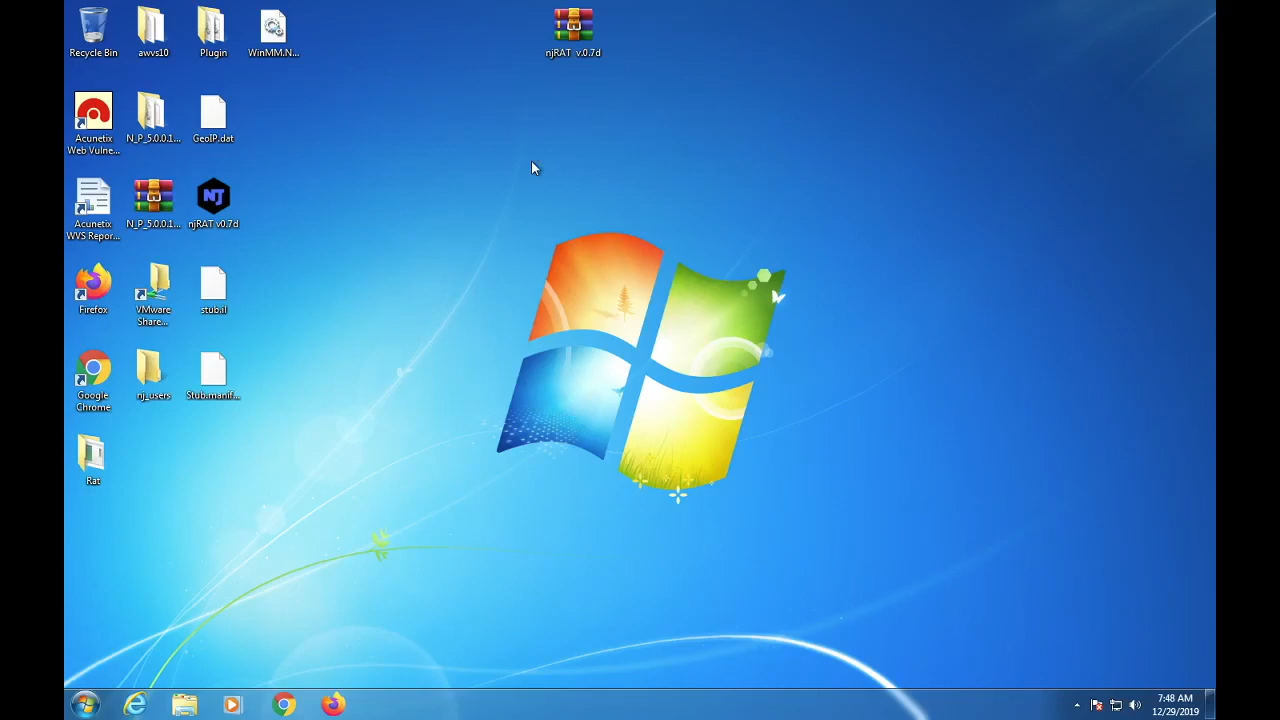 Recycle Bin
awvs10
Plugin
WinMM.N...
njRAT v.0.7d
Acunetix
Web Vulne...
N_P_5.0.0.1...
GeoIP.dat
Acunetix
WVS Repor...
N_P_5.0.0.1...
NJ
njRAT v0.7d
Firefox
VMware
Share...
stub.il
Google
Chrome
nj_users
Stub.manif...
Rat
7:48 AM
12/29/2019